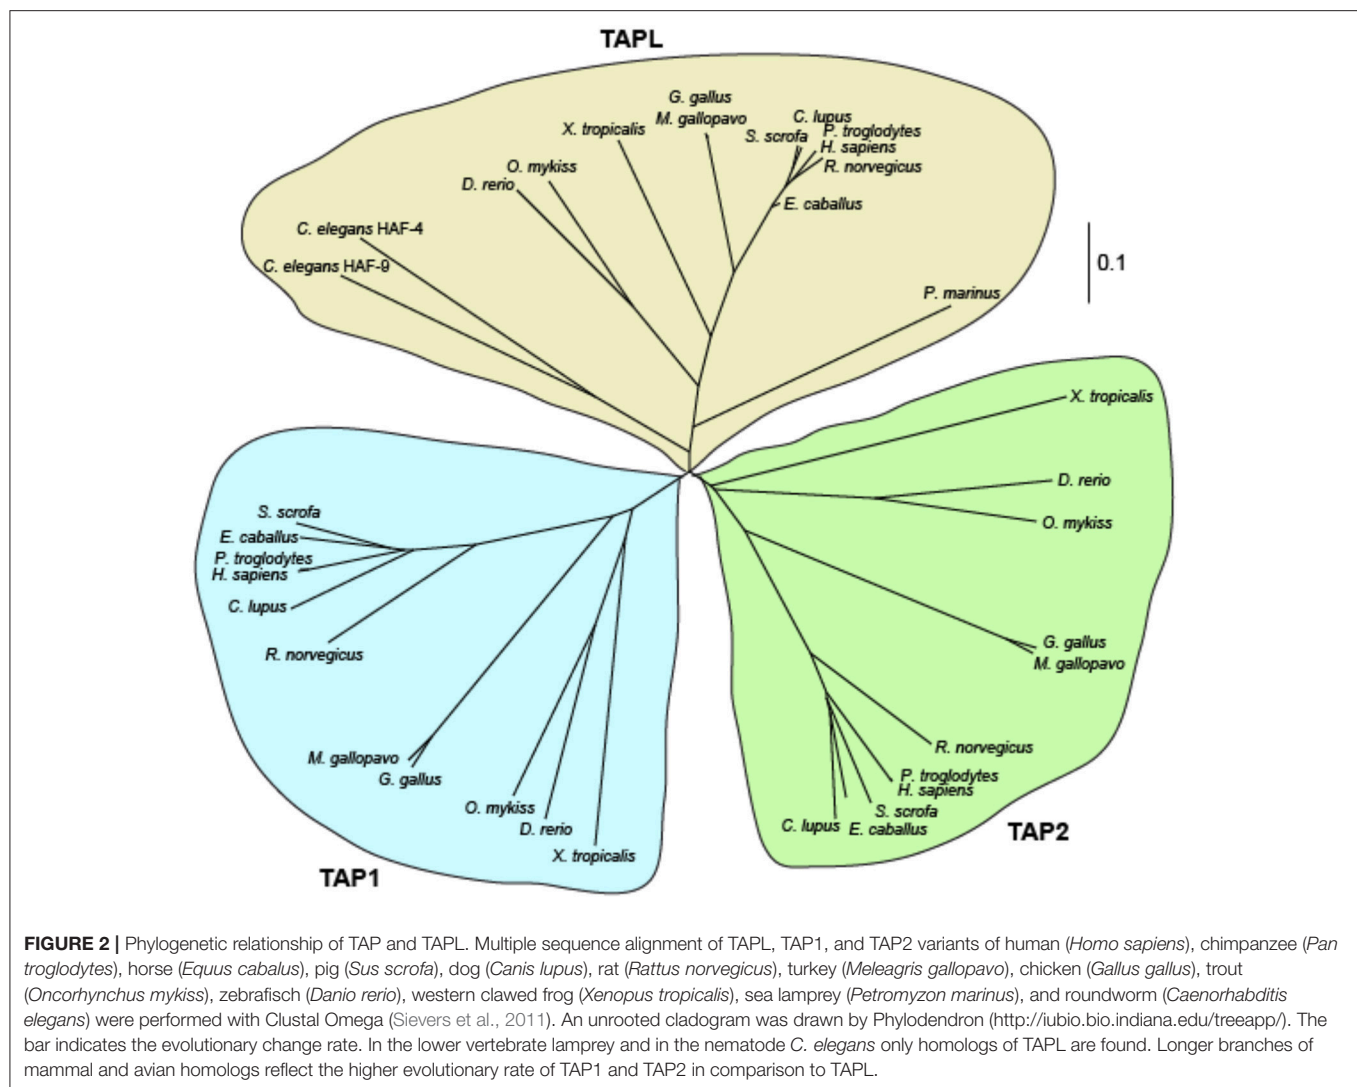 TAPL
G. gallus
M. gallopavo
X. tropicalis
C. lupus
S. scrofa
P. troglodytes
H. sapiens
R. norvegicus
E. caballus
O. mykiss
D. rerio
C. elegans HAF-4
C. elegans HAF-9
P. marinus
0.1
X. tropicalis
D. rerio
O. mykiss
G. gallus
M. gallopavo
R. norvegicus
P. troglodytes
H. sapiens
S. scrofa
C. lupus
E. caballus
TAP2
S. scrofa
E. caballus
P. troglodytes
H. sapiens
C. lupus
R. norvegicus
M. gallopavo
G. gallus
O. mykiss
D. rerio
X. tropicalis
TAP1
FIGURE 2 | Phylogenetic relationship of TAP and TAPL. Multiple sequence alignment of TAPL, TAP1, and TAP2 variants of human (Homo sapiens), chimpanzee (Pan
troglodytes), horse (Equus cabalus), pig (Sus scrofa), dog (Canis lupus), rat (Rattus norvegicus), turkey (Meleagris gallopavo), chicken (Gallus gallus), trout
(Oncorhynchus mykiss), zebrafisch (Danio rerio), western clawed frog (Xenopus tropicalis), sea lamprey (Petromyzon marinus), and roundworm (Caenorhabditis
elegans) were performed with Clustal Omega (Sievers et al., 2011). An unrooted cladogram was drawn by Phylodendron (http://iubio.bio.indiana.edu/treeapp/). The
bar indicates the evolutionary change rate. In the lower vertebrate lamprey and in the nematode C. elegans only homologs of TAPL are found. Longer branches of
mammal and avian homologs reflect the higher evolutionary rate of TAP1 and TAP2 in comparison to TAPL.